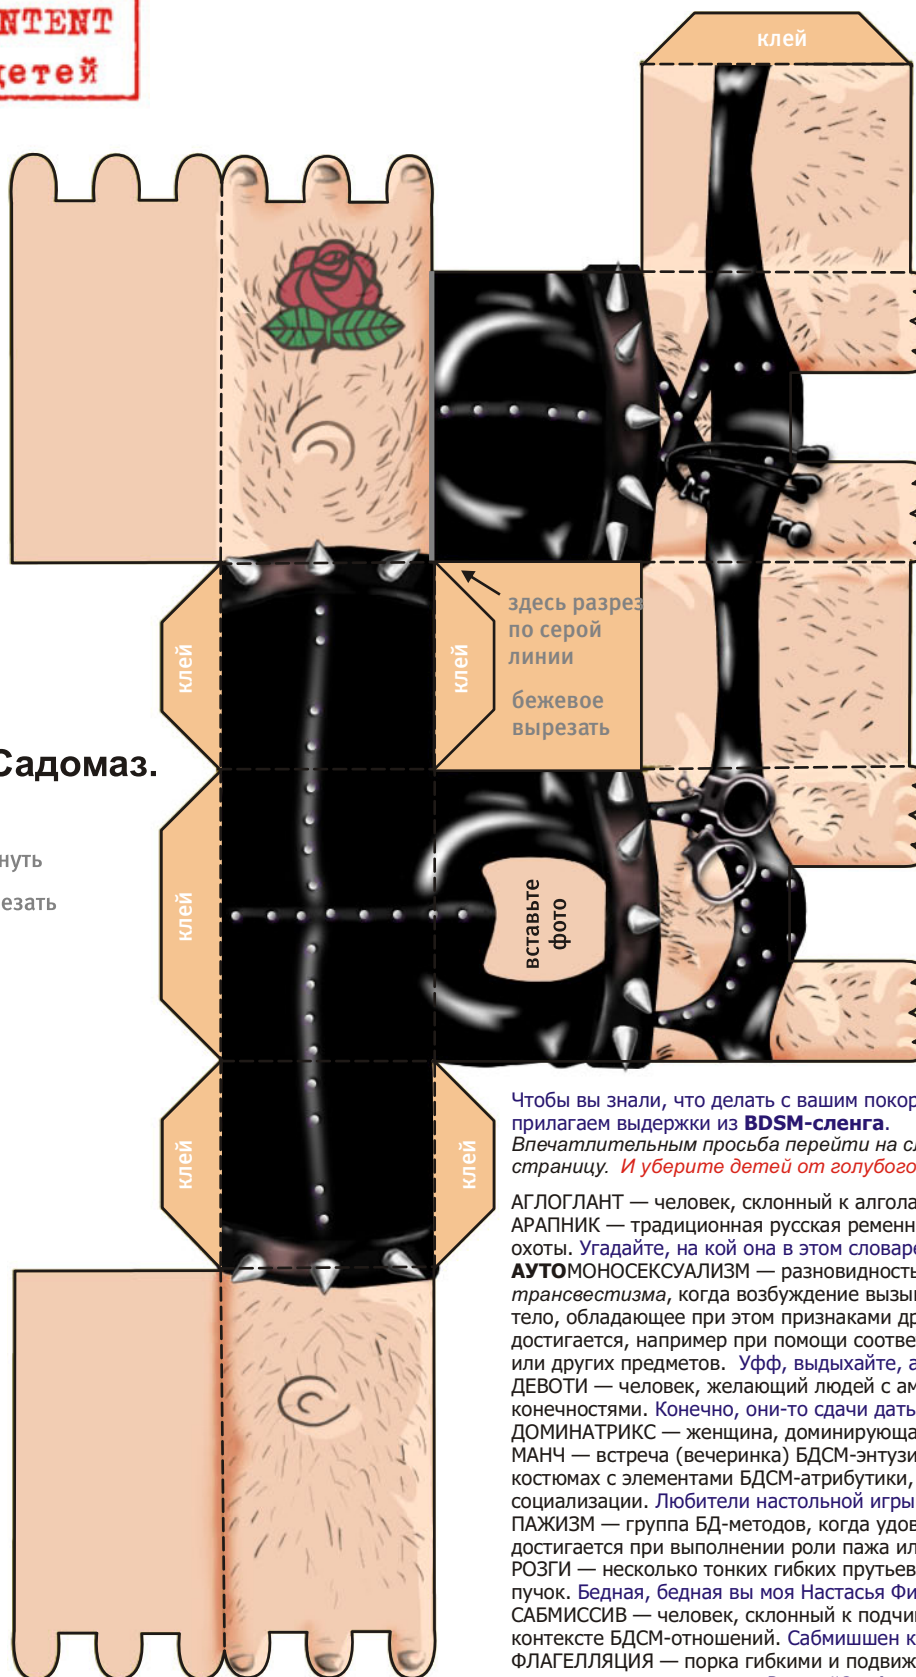 NTENT
детей
клей
здесь разрез
по серой
линии
бежевое
вырезать
клей
клей
Садомаз.
нуть
езать
клей
вставьте
фото
клей
клей
Чтобы вы знали, что делать с вашим покор
прилагаем выдержки из BDSM-сленга.
Впечатлительным просьба перейти на сл
страницу. И уберите детей от голубого
АГЛОГЛАНТ — человек, склонный к алгола
АРАПНИК — традиционная русская ременн
охоты. Угадайте, на кой она в этом словаре
АУТОМОНОСЕКСУАЛИЗМ — разновидность
трансвестизма, когда возбуждение вызыв
тело, обладающее при этом признаками др
достигается, например при помощи соотве
или других предметов. Уфф, выдыхайте, а
ДЕВОТИ — человек, желающий людей с ам
конечностями. Конечно, они-то сдачи дать
ДОМИНАТРИКС — женщина, доминирующа
МАНЧ — встреча (вечеринка) БДСМ-энтузи
костюмах с элементами БДСМ-атрибутики,
социализации. Любители настольной игры
ПАЖИЗМ — группа БД-методов, когда удов
достигается при выполнении роли пажа ил
РОЗГИ — несколько тонких гибких прутьев
пучок. Бедная, бедная вы моя Настасья Фи
САБМИССИВ — человек, склонный к подчи
контексте БДСМ-отношений. Сабмишшен к
ФЛАГЕЛЛЯЦИЯ — порка гибкими и подвиж